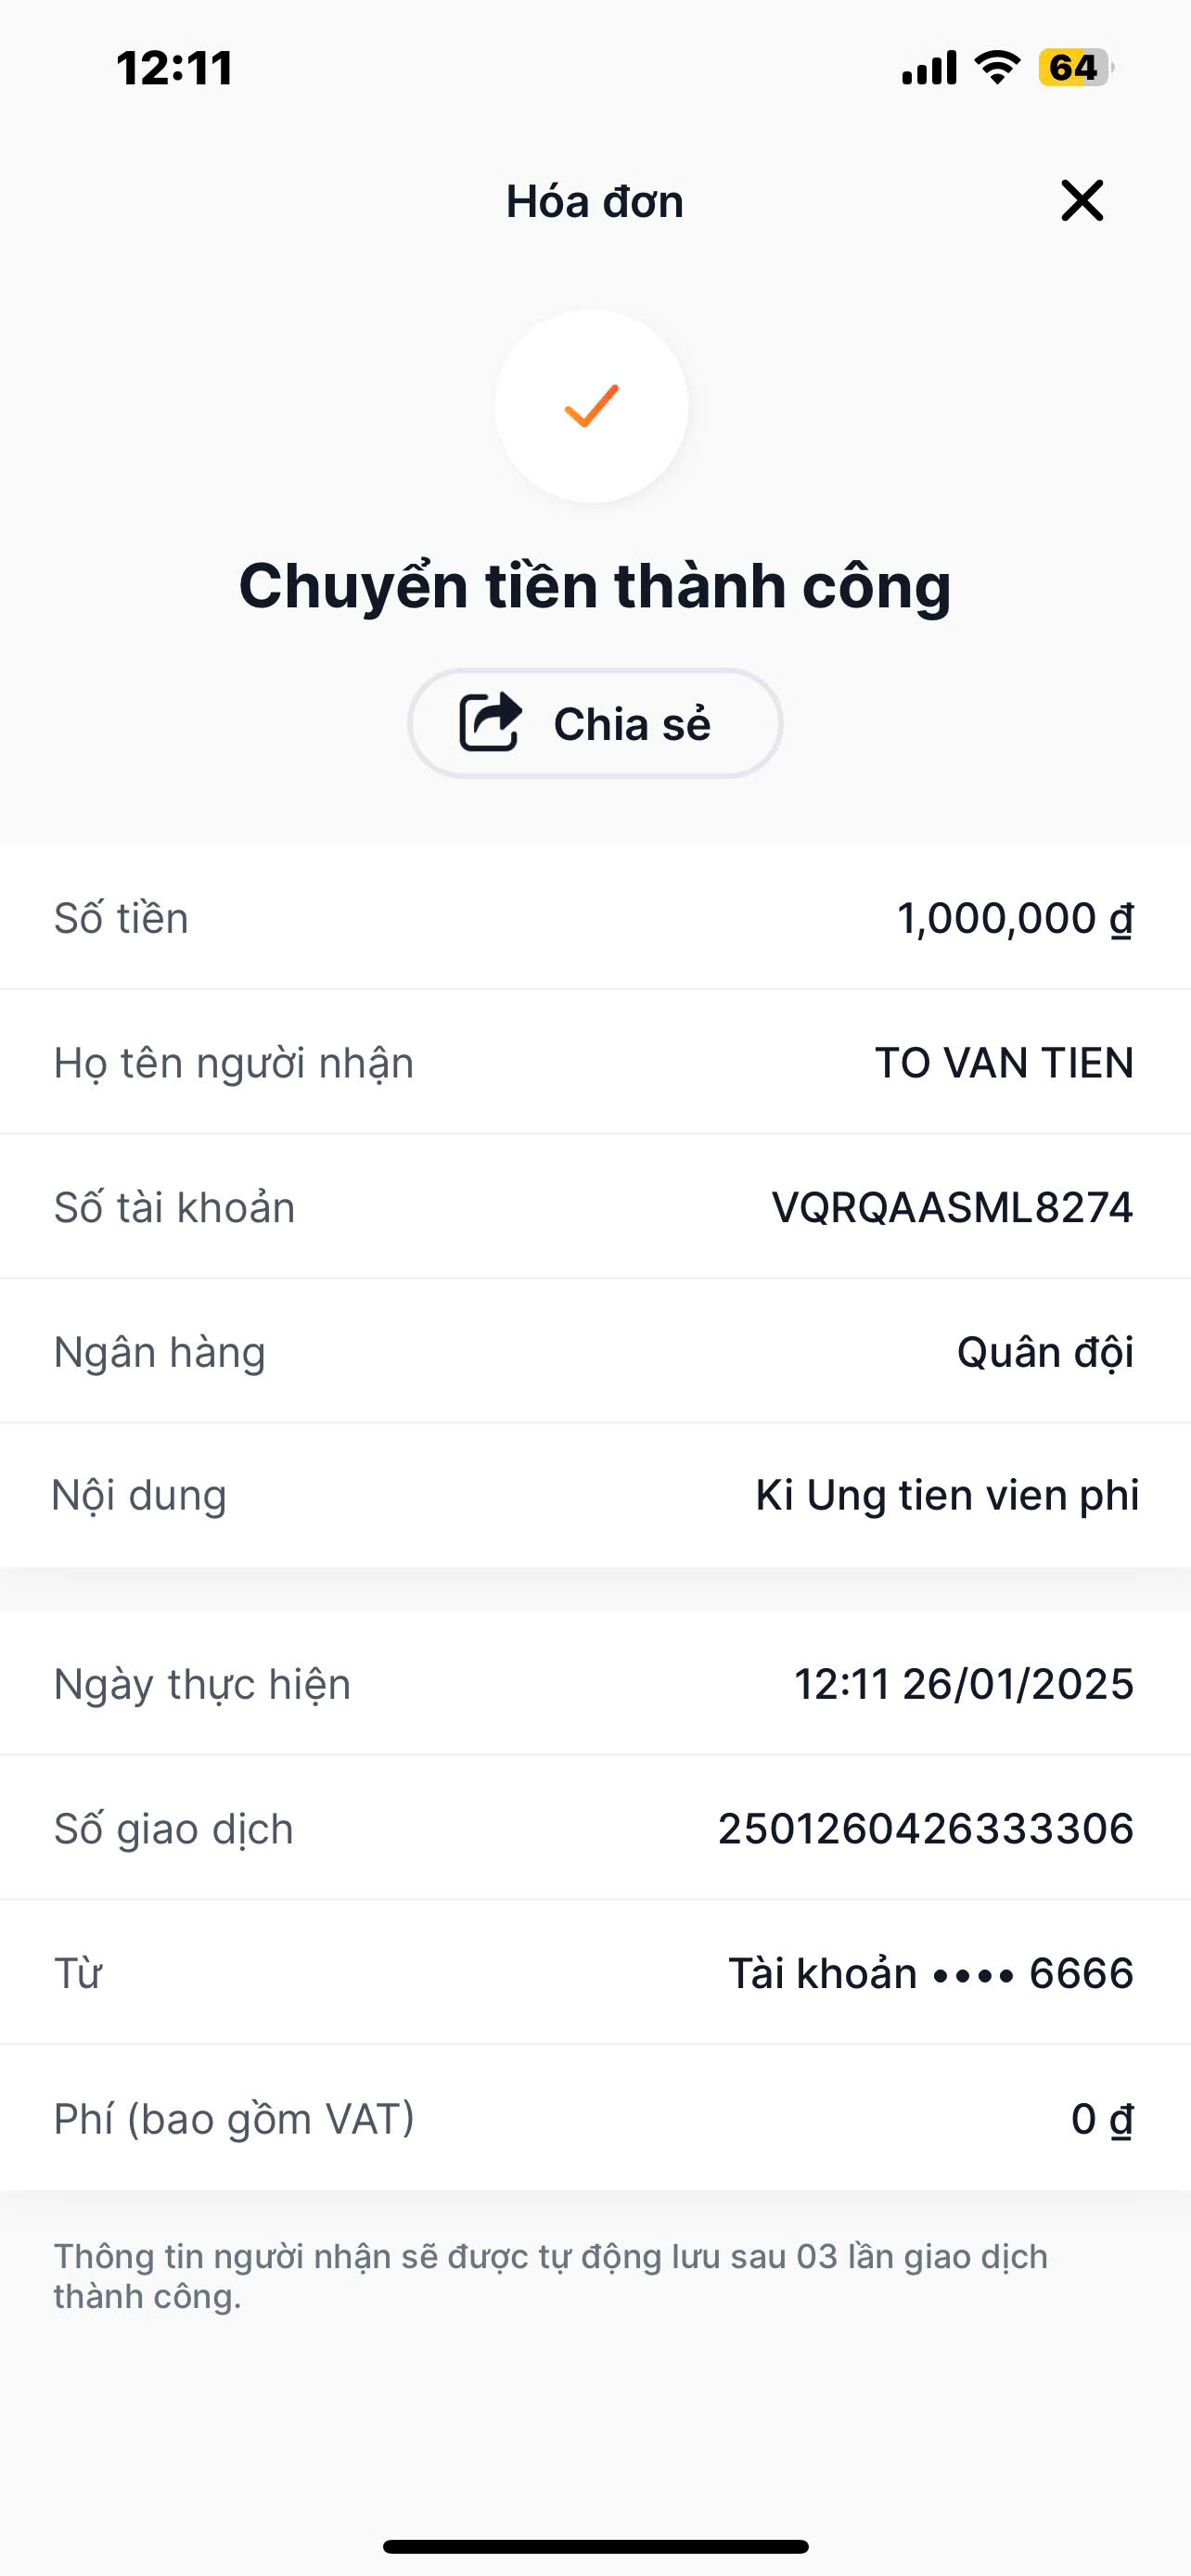 12:11
64
Hóa đơn
Chuyển tiền thành công
Chia sẻ
Số tiền 1,000,000 ₫
Họ tên người nhận TO VAN TIEN
Số tài khoản VQRQAASML8274
Ngân hàng Quân đội
Nội dung Ki Ung tien vien phi
Ngày thực hiện 12:11 26/01/2025
Số giao dịch 2501260426333306
Từ Tài khoản •••• 6666
Phí (bao gồm VAT) 0 ₫
Thông tin người nhận sẽ được tự động lưu sau 03 lần giao dịch
thành công.